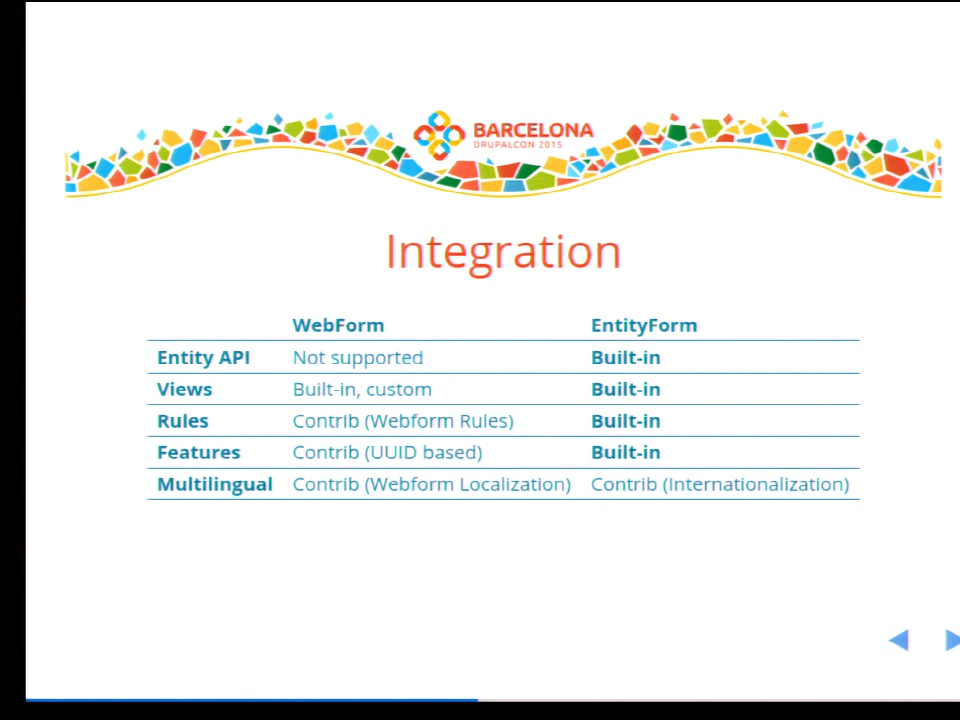 BARCELONA
DRUPALCON 2015
Integration
WebForm EntityForm
Entity API Not supported Built-in
Views Built-in, custom Built-in
Rules Contrib (Webform Rules) Built-in
Features Contrib (UUID based) Built-in
Multilingual Contrib (Webform Localization) Contrib (Internationalization)